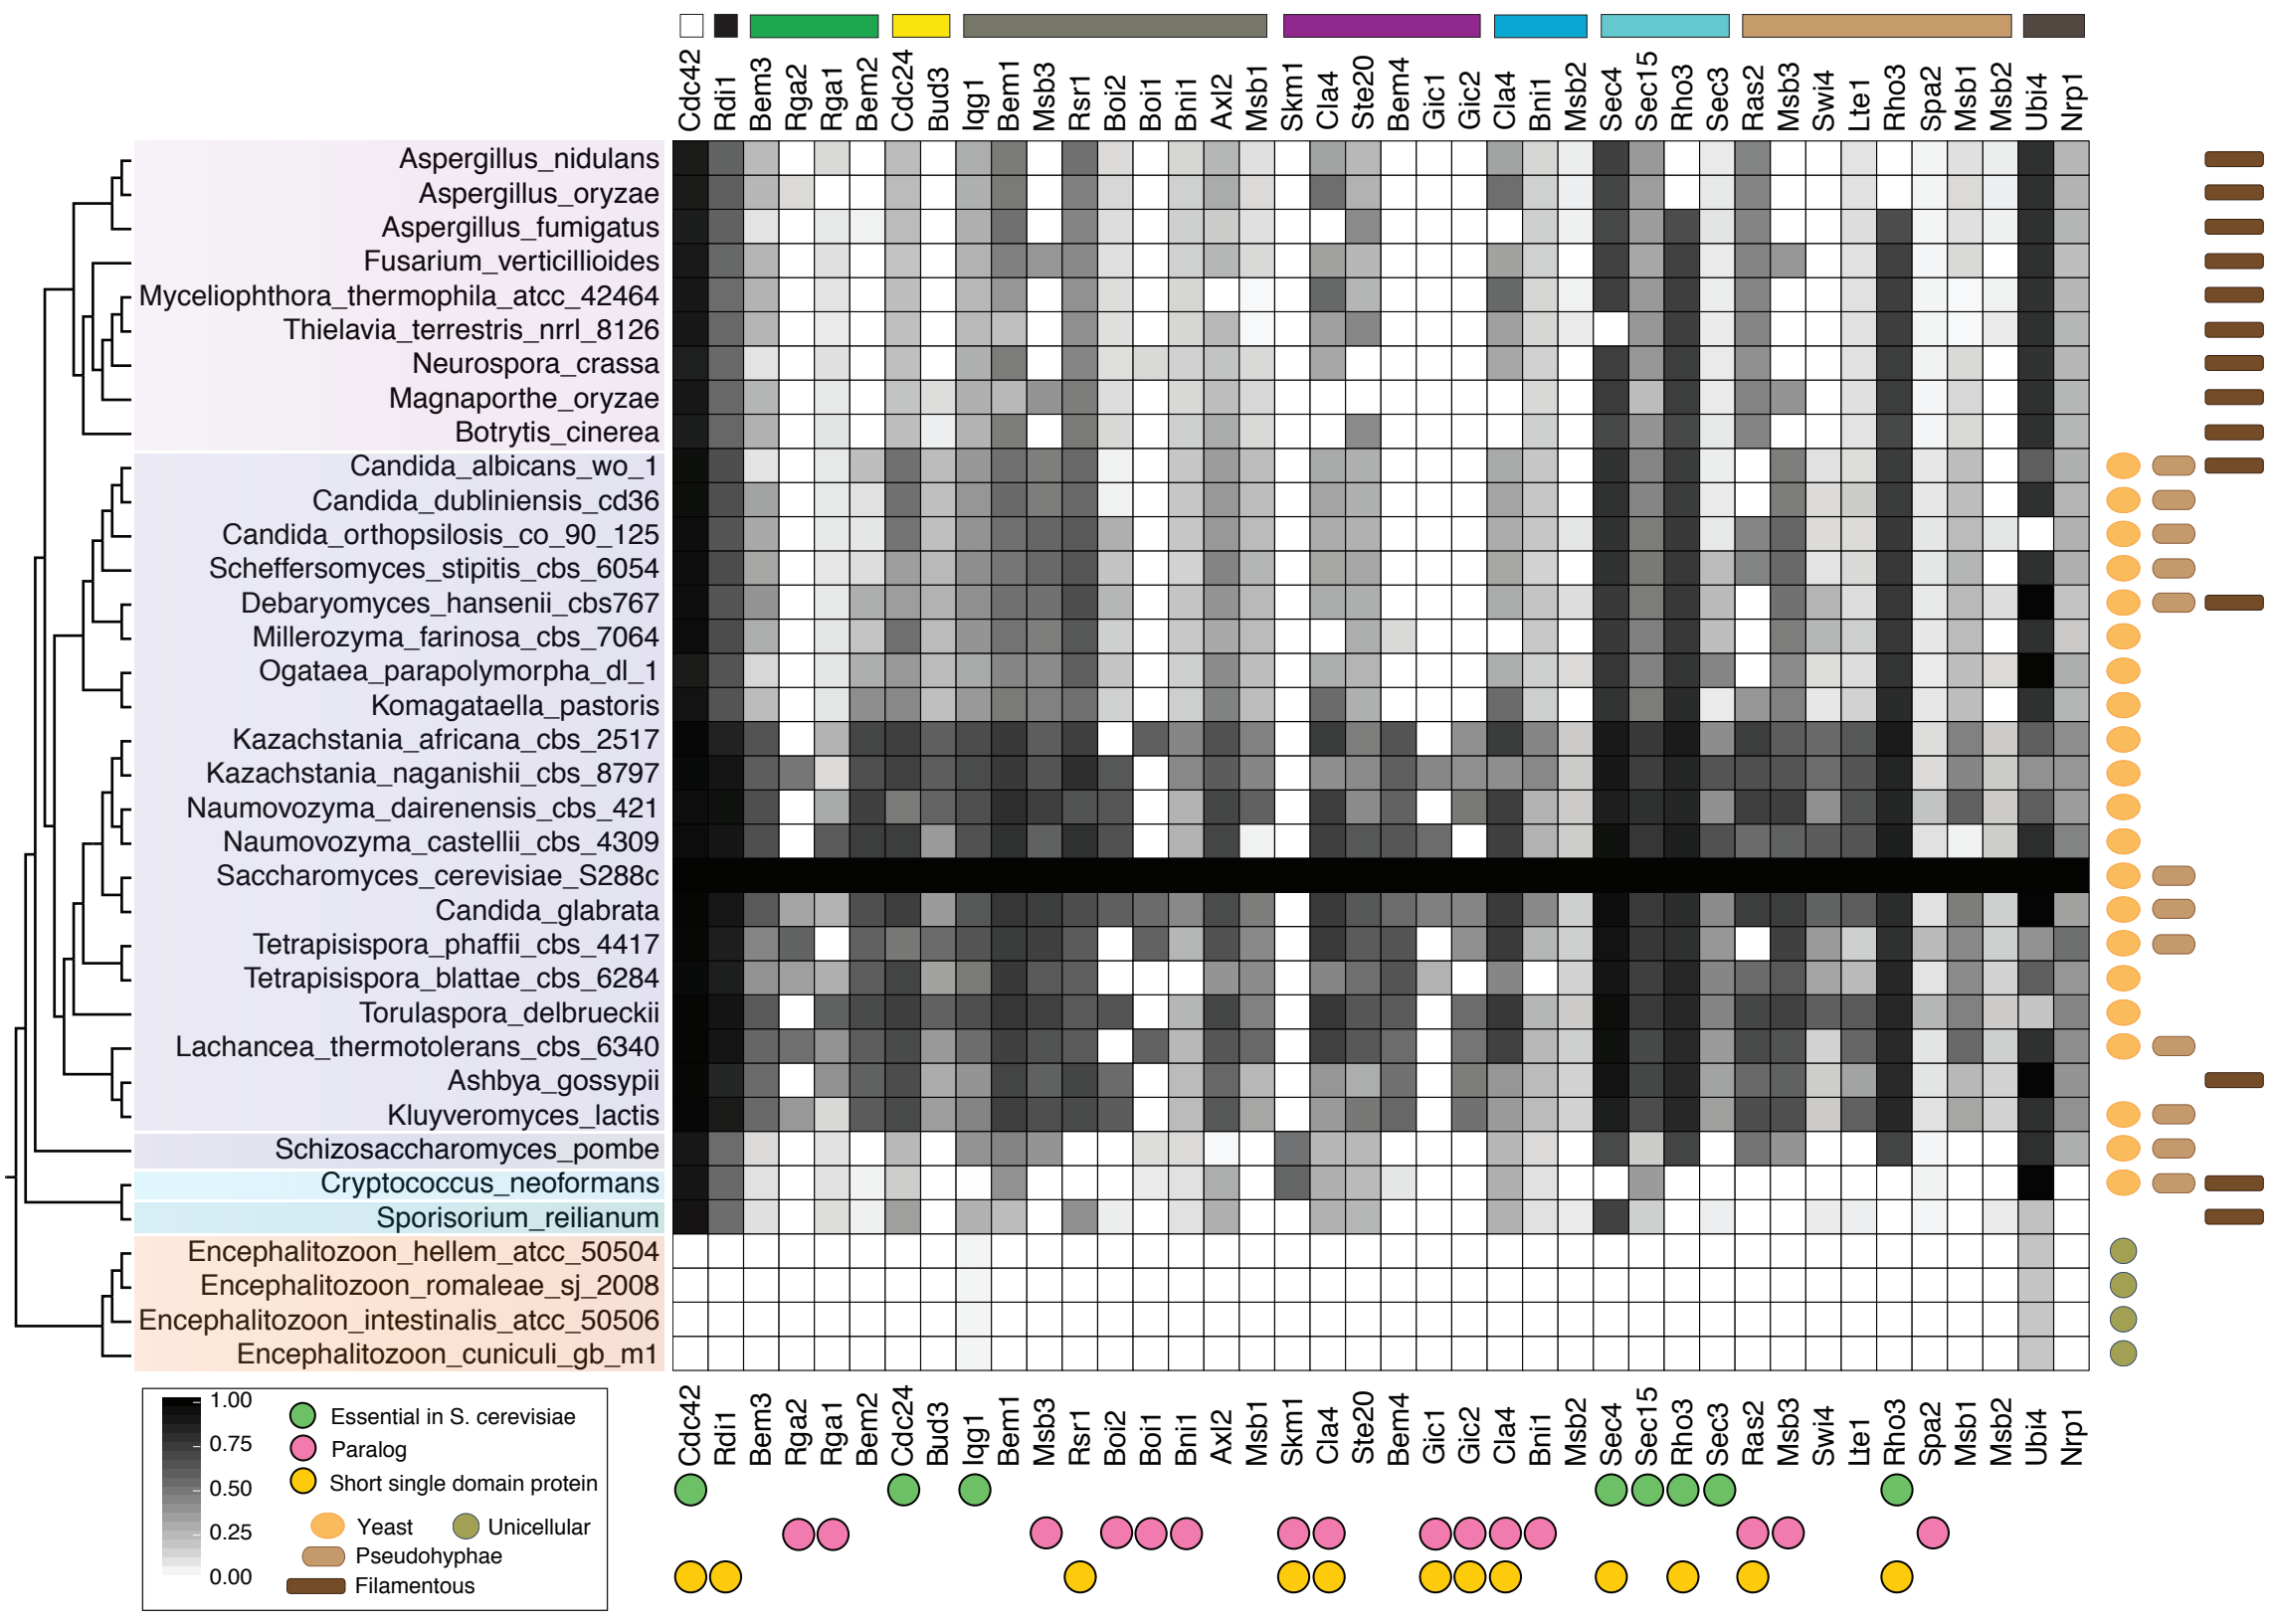 Cdc42 Rdi1 Bem3 Rga2 Rga1 Bem2 Cdc24 Bud3 Iqg1 Bem1 Msb3 Rsr1 Boi2 Boi1 Bni1 Axl2 Msb1 Skm1 Cla4 Ste20 Bem4 Gic1 Gic2 Cla4 Bni1 Msb2 Sec4 Sec15 Rho3 Sec3 Ras2 Msb3 Swi4 Lte1 Rho3 Spa2 Msb1 Msb2 Ubi4 Nrp1
Aspergillus_nidulans
Aspergillus_oryzae
Aspergillus_fumigatus
Fusarium_verticillioides
Myceliophthora_thermophila_atcc_42464
Thielavia_terrestris_nrrl_8126
Neurospora_crassa
Magnaporthe_oryzae
Botrytis_cinerea
Candida_albicans_wo_1
Candida_dubliniensis_cd36
Candida_orthopsilosis_co_90_125
Scheffersomyces_stipitis_cbs_6054
Debaryomyces_hansenii_cbs767
Millerozyma_farinosa_cbs_7064
Ogataea_parapolymorpha_dl_1
Komagataella_pastoris
Kazachstania_africana_cbs_2517
Kazachstania_naganishii_cbs_8797
Naumovozyma_dairenensis_cbs_421
Naumovozyma_castellii_cbs_4309
Saccharomyces_cerevisiae_S288c
Candida_glabrata
Tetrapisispora_phaffii_cbs_4417
Tetrapisispora_blattae_cbs_6284
Torulaspora_delbrueckii
Lachancea_thermotolerans_cbs_6340
Ashbya_gossypii
Kluyveromyces_lactis
Schizosaccharomyces_pombe
Cryptococcus_neoformans
Sporisorium_reilianum
Encephalitozoon_hellem_atcc_50504
Encephalitozoon_romaleae_sj_2008
Encephalitozoon_intestinalis_atcc_50506
Encephalitozoon_cuniculi_gb_m1
Cdc42 Rdi1 Bem3 Rga2 Rga1 Bem2 Cdc24 Bud3 Iqg1 Bem1 Msb3 Rsr1 Boi2 Boi1 Bni1 Axl2 Msb1 Skm1 Cla4 Ste20 Bem4 Gic1 Gic2 Cla4 Bni1 Msb2 Sec4 Sec15 Rho3 Sec3 Ras2 Msb3 Swi4 Lte1 Rho3 Spa2 Msb1 Msb2 Ubi4 Nrp1
1.00
0.75
0.50
0.25
0.00
Essential in S. cerevisiae
Paralog
Short single domain protein
Yeast Unicellular
Pseudohyphae
Filamentous